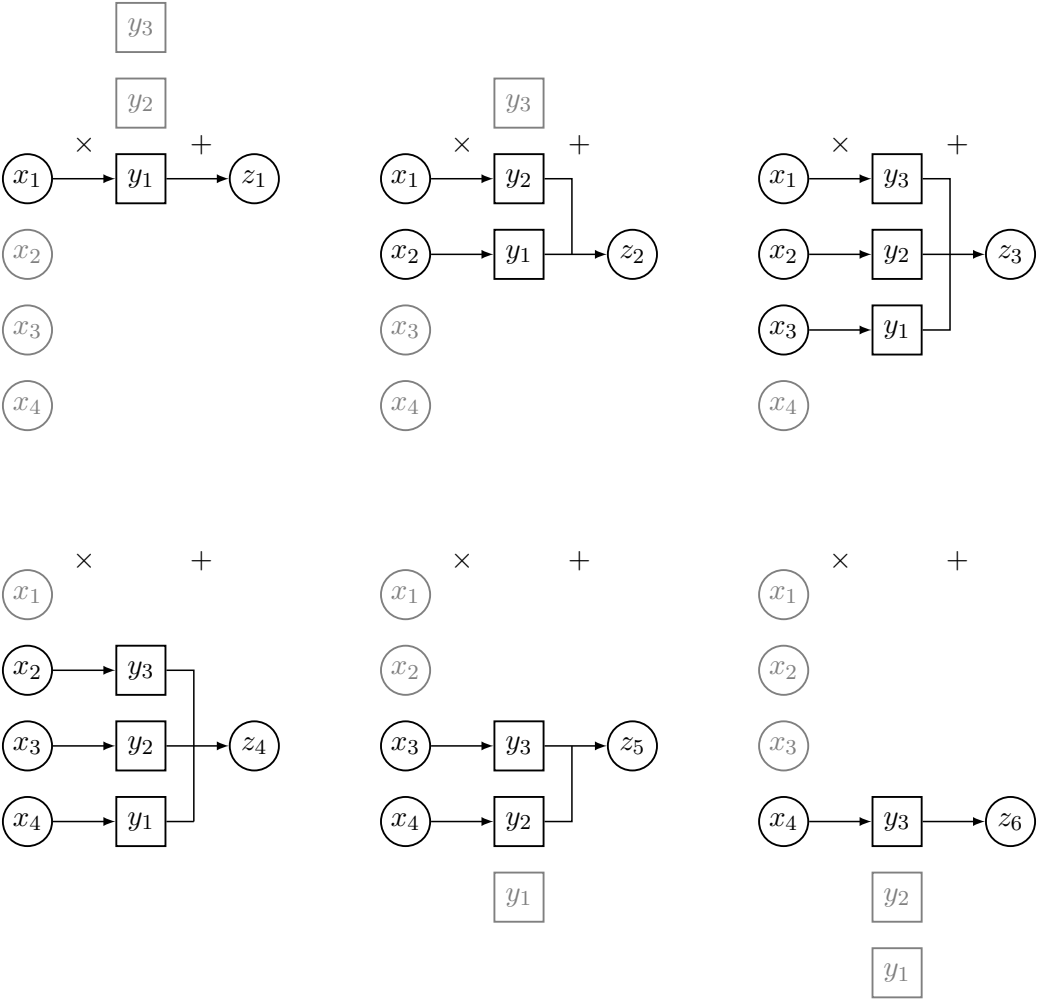 y₃
y₂
× +
x₁ y₁ z₁
x₂
x₃
x₄
y₃
× +
x₁ y₂
x₂ y₁ z₂
x₃
x₄
× +
x₁ y₃
x₂ y₂ z₃
x₃ y₁
x₄
× +
x₁
x₂ y₃
x₃ y₂ z₄
x₄ y₁
× +
x₁
x₂
x₃ y₃ z₅
x₄ y₂
y₁
× +
x₁
x₂
x₃
x₄ y₃ z₆
y₂
y₁